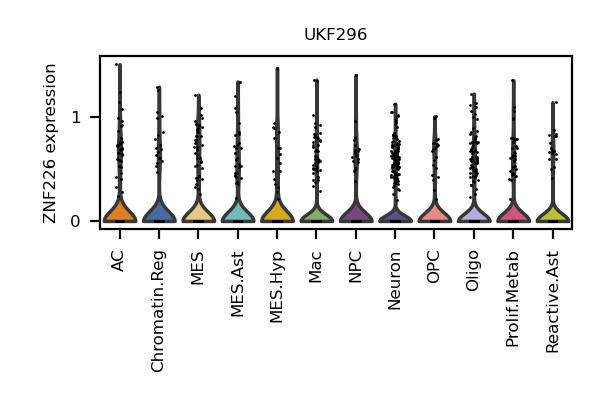 UKF296
ZNF226 expression
1
0
AC
Chromatin.Reg
MES
MES.Ast
MES.Hyp
Mac
NPC
Neuron
OPC
Oligo
Prolif.Metab
Reactive.Ast